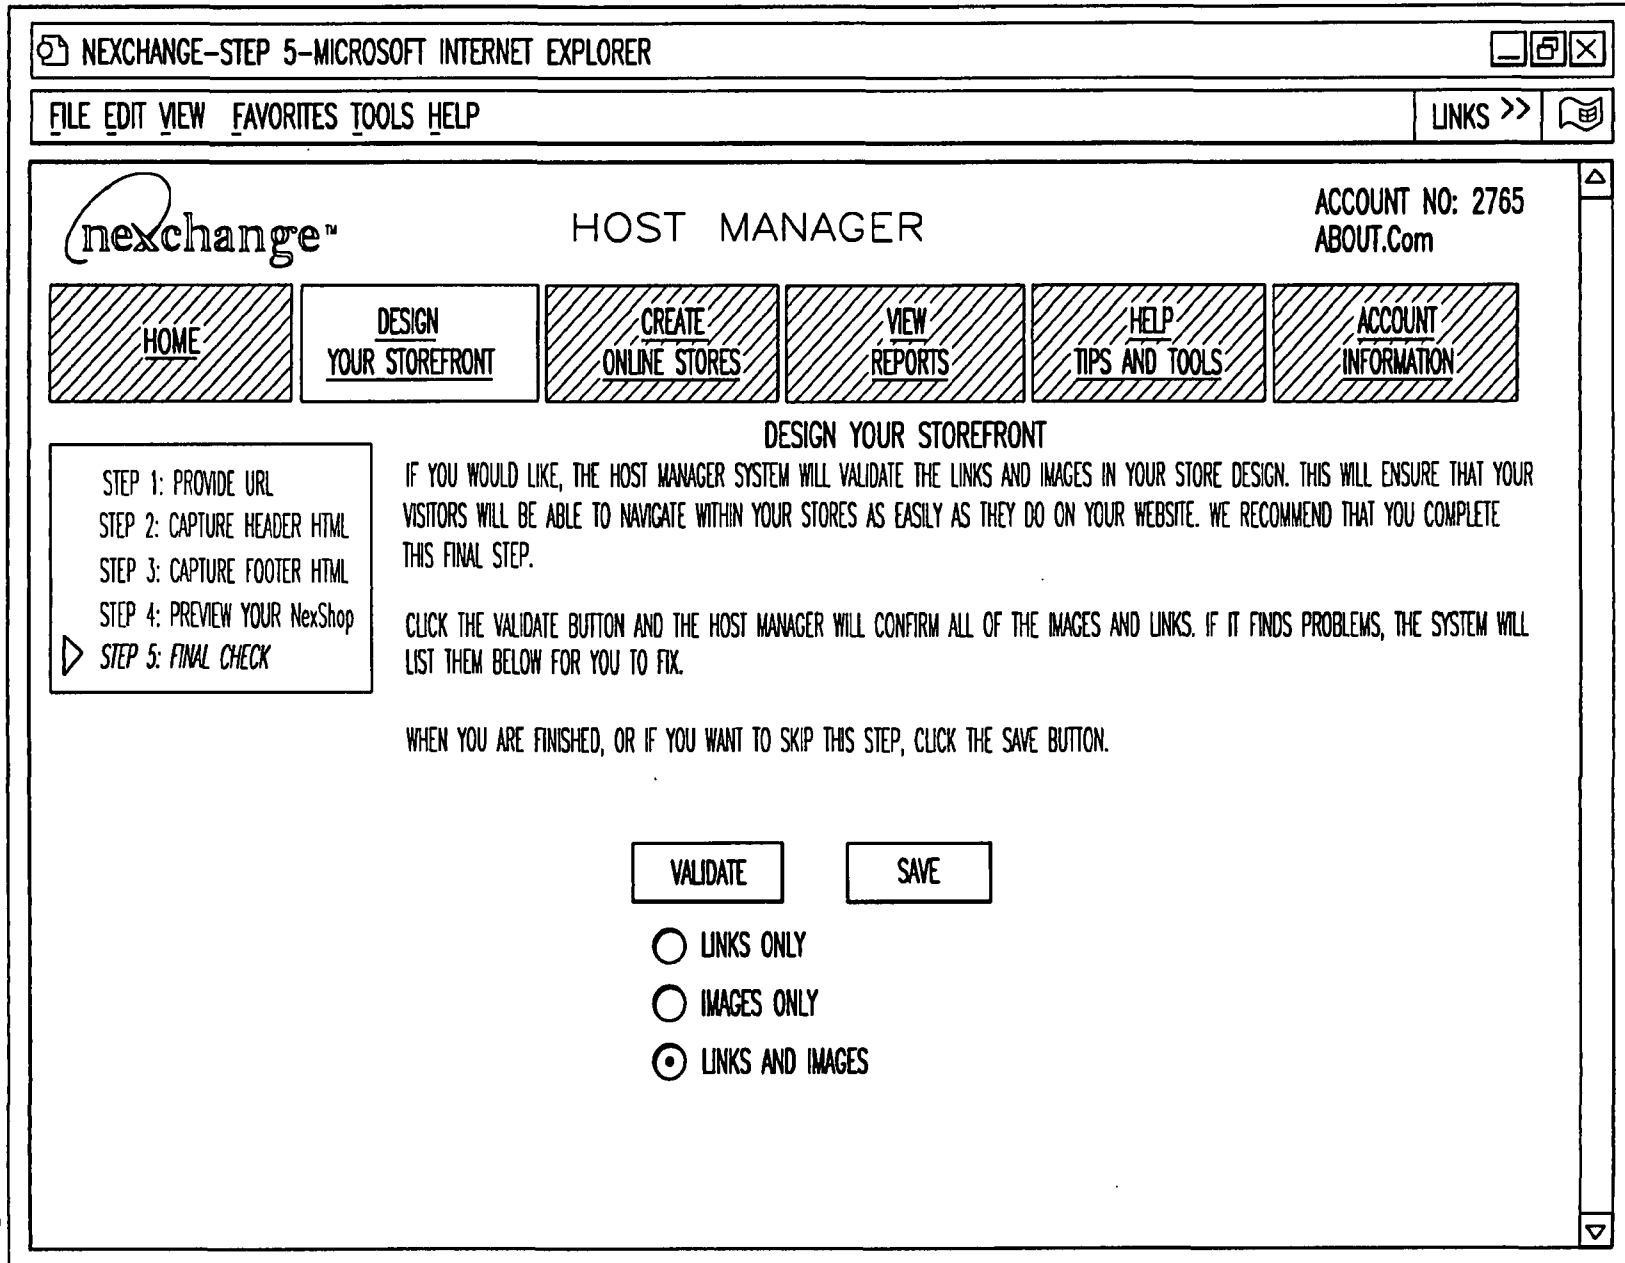 NEXCHANGE-STEP 5-MICROSOFT INTERNET EXPLORER
FILE EDIT VIEW FAVORITES TOOLS HELP
LINKS >>
nexchange™
HOST MANAGER
ACCOUNT NO: 2765
ABOUT.Com
HOME
DESIGN
YOUR STOREFRONT
CREATE
ONLINE STORES
VIEW
REPORTS
HELP
TIPS AND TOOLS
ACCOUNT
INFORMATION
STEP 1: PROVIDE URL
STEP 2: CAPTURE HEADER HTML
STEP 3: CAPTURE FOOTER HTML
STEP 4: PREVIEW YOUR NexShop
STEP 5: FINAL CHECK
DESIGN YOUR STOREFRONT
IF YOU WOULD LIKE, THE HOST MANAGER SYSTEM WILL VALIDATE THE LINKS AND IMAGES IN YOUR STORE DESIGN. THIS WILL ENSURE THAT YOUR
VISITORS WILL BE ABLE TO NAVIGATE WITHIN YOUR STORES AS EASILY AS THEY DO ON YOUR WEBSITE. WE RECOMMEND THAT YOU COMPLETE
THIS FINAL STEP.
CLICK THE VALIDATE BUTTON AND THE HOST MANAGER WILL CONFIRM ALL OF THE IMAGES AND LINKS. IF IT FINDS PROBLEMS, THE SYSTEM WILL
LIST THEM BELOW FOR YOU TO FIX.
WHEN YOU ARE FINISHED, OR IF YOU WANT TO SKIP THIS STEP, CLICK THE SAVE BUTTON.
VALIDATE
SAVE
LINKS ONLY
IMAGES ONLY
LINKS AND IMAGES